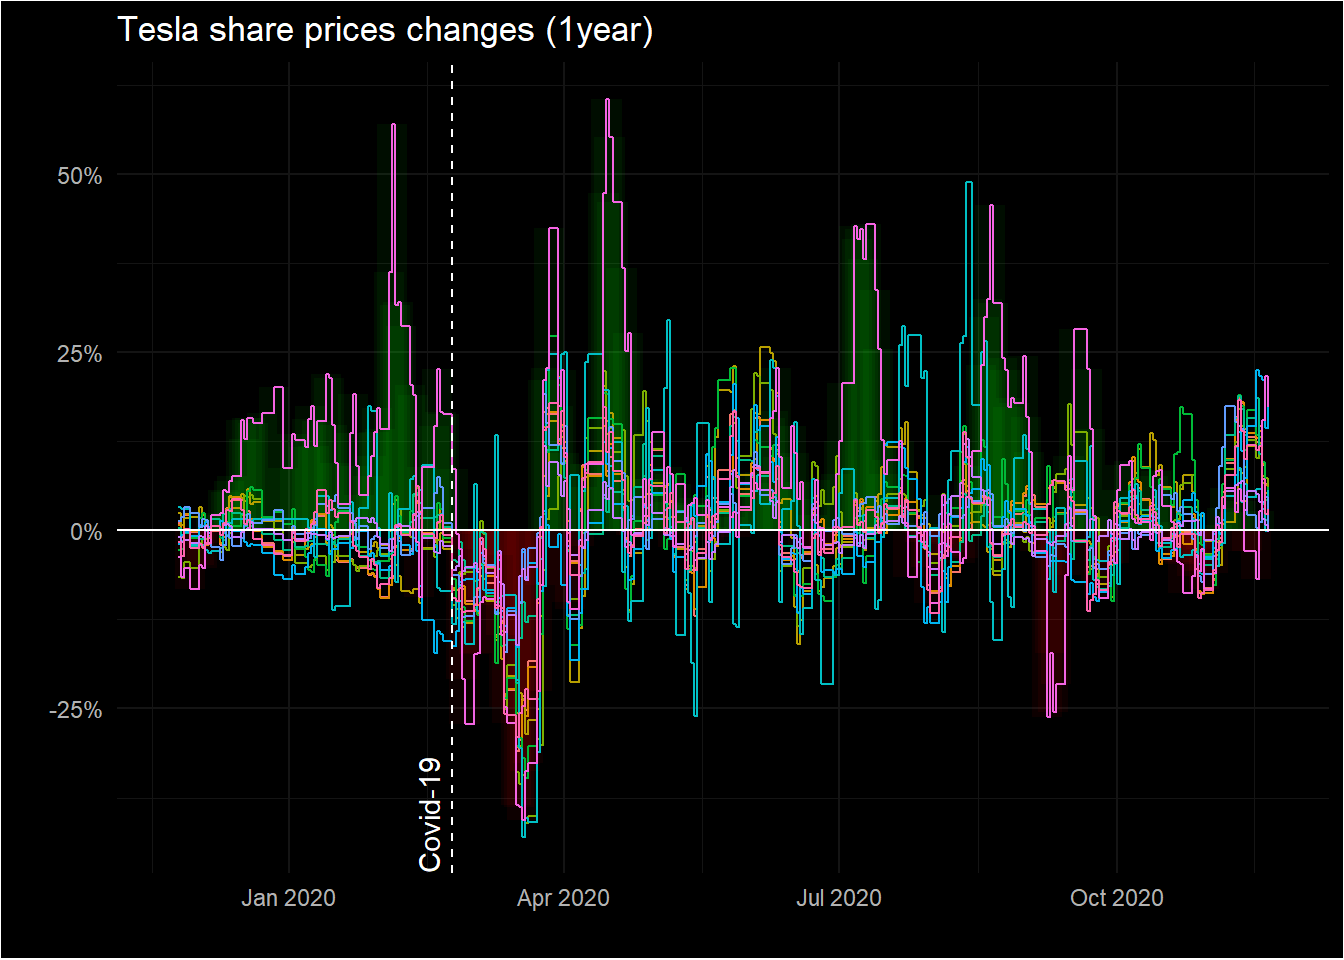 Tesla share prices changes (1year)
50%
25%
0%
-25%
Covid-19
Jan 2020
Apr 2020
Jul 2020
Oct 2020